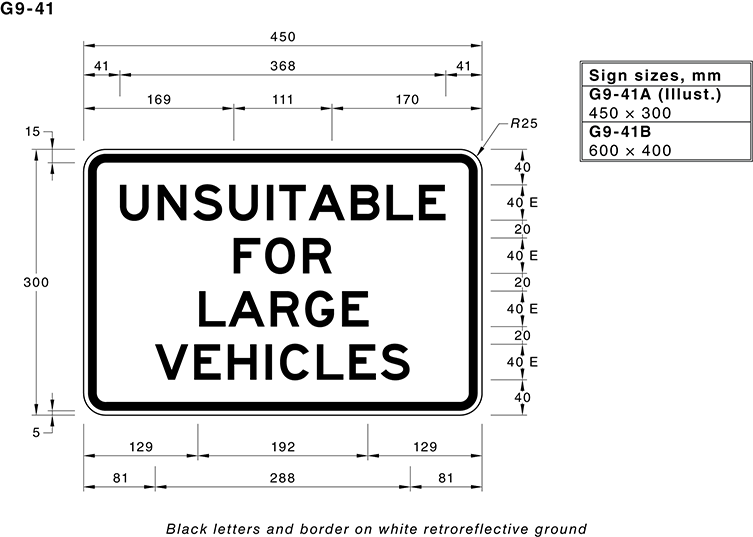 G9-41
450
41 368 41
169 111 170
Sign sizes, mm
G9-41A (Illust.)
450 × 300
G9-41B
600 × 400
R25
15
300
5
UNSUITABLE
FOR
LARGE
VEHICLES
40
40 E
20
40 E
20
40 E
20
40 E
40
129 192 129
81 288 81
Black letters and border on white retroreflective ground